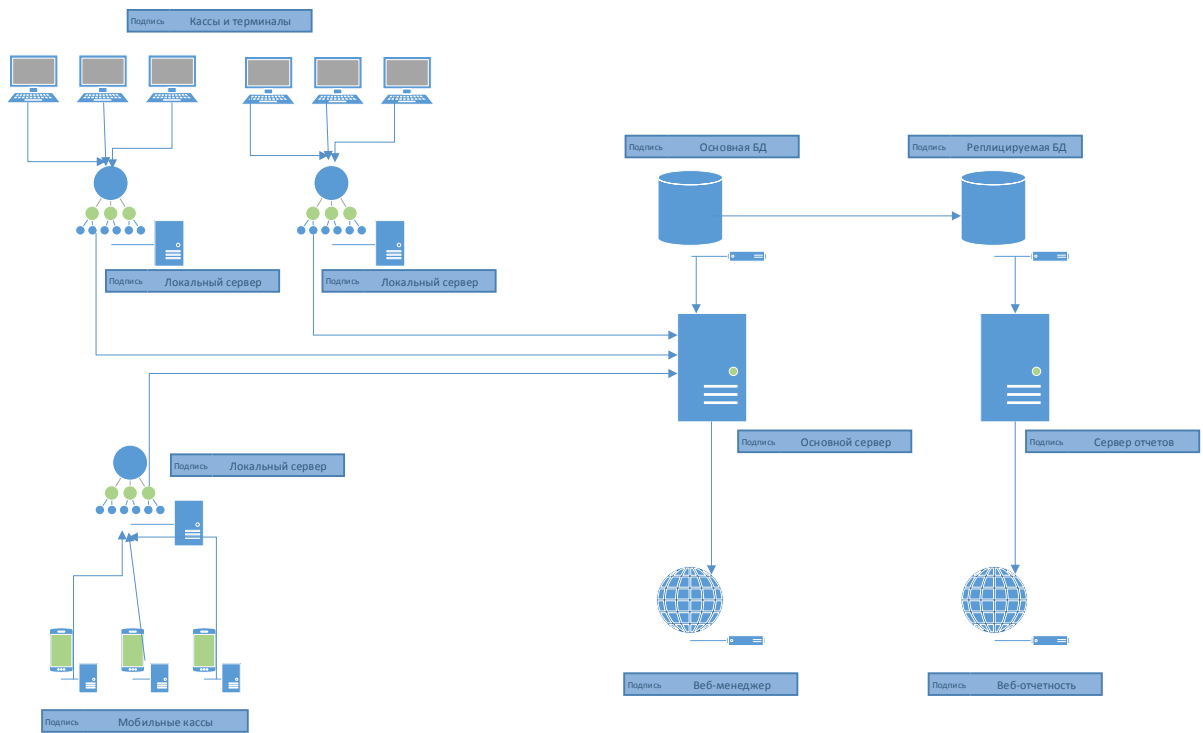 Подпись Кассы и терминалы
Подпись Основная БД
Подпись Реплицируемая БД
Подпись Локальный сервер
Подпись Локальный сервер
Подпись Основной сервер
Подпись Сервер отчетов
Подпись Локальный сервер
Подпись Веб-менеджер
Подпись Веб-отчетность
Подпись Мобильные кассы